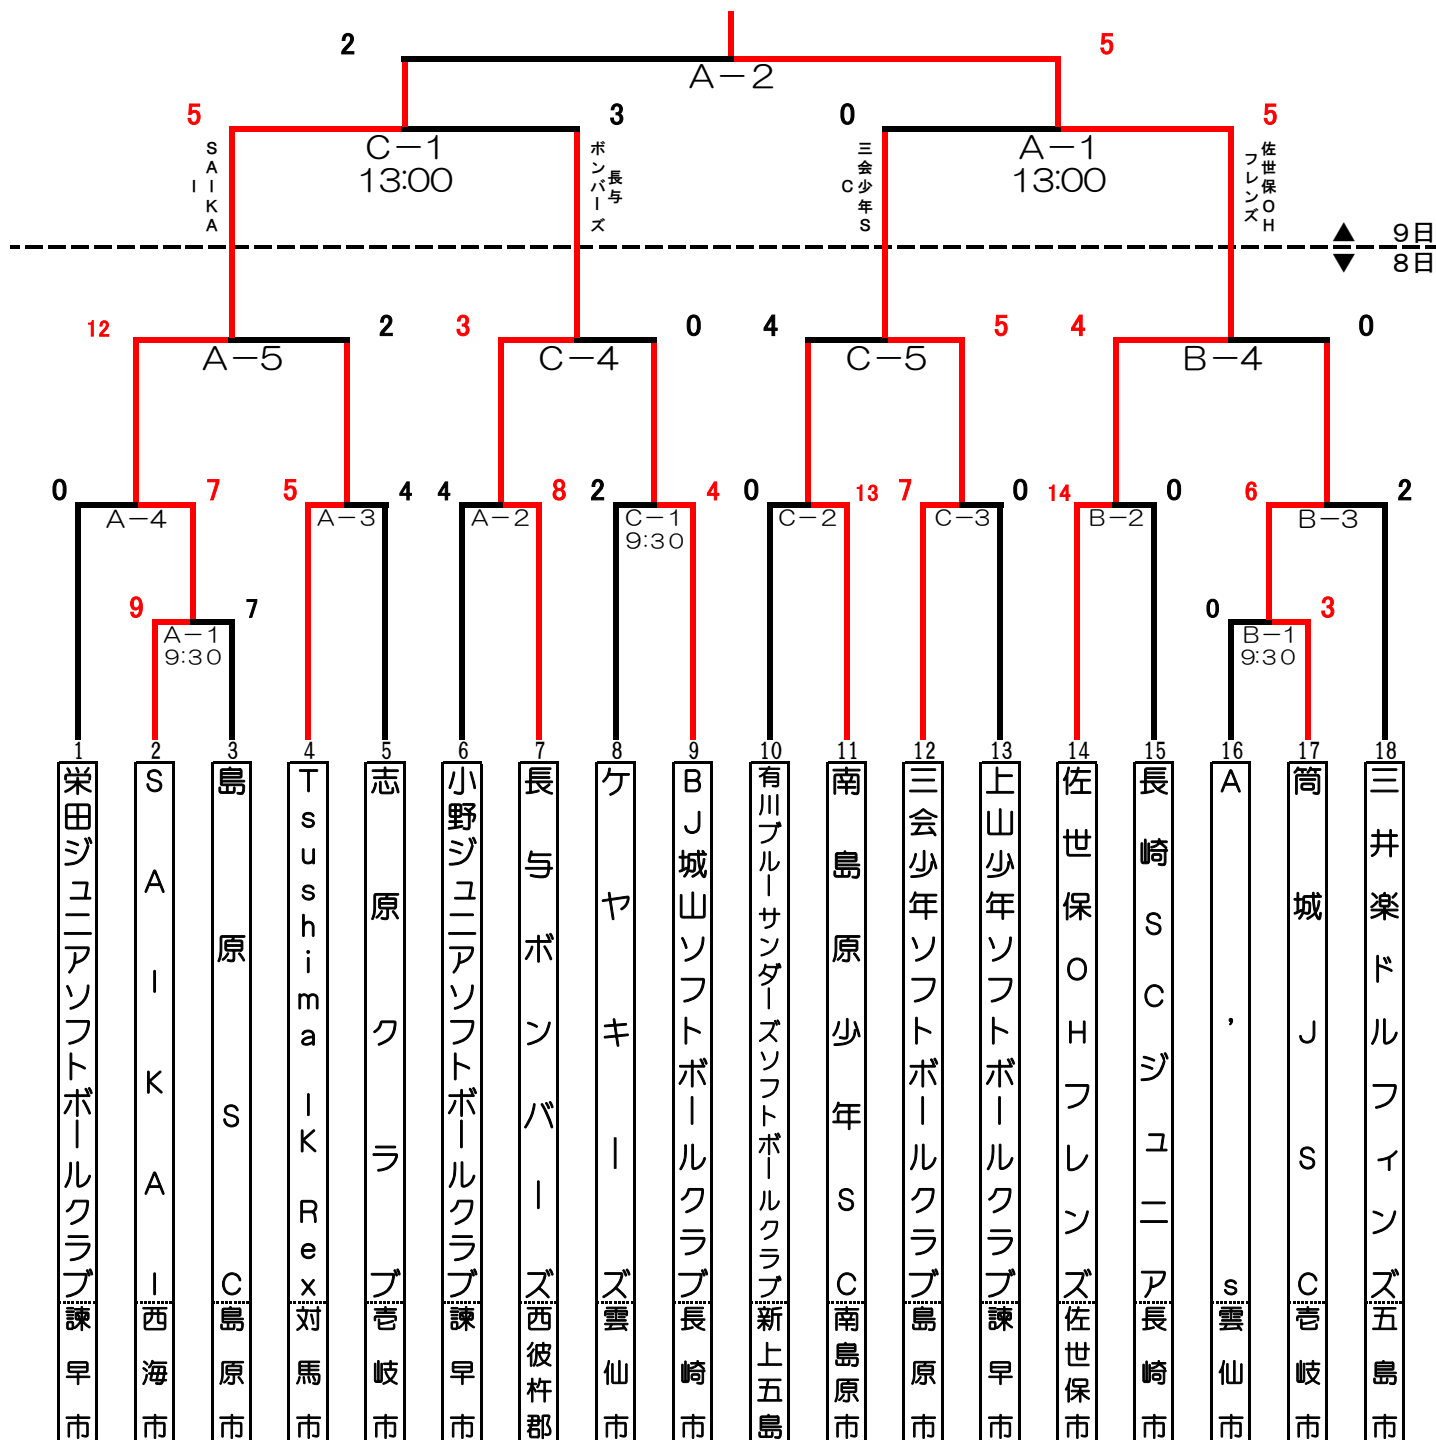 2 5
A－2
5 3 0 5
C－1
13:00
A－1
13:00
SAIKAI
長与ボンバーズ
三会少年SC
佐世保OHフレンズ
▲ 9日
▼ 8日
12 2 3 0 4 5 4 0
A－5 C－4 C－5 B－4
0 7 5 4 4 8 2 4 0 13 7 0 14 0 6 2
A－4 A－3 A－2 C－1 C－2 C－3 B－2 B－3
9:30
9 7 0 3
A－1 B－1
9:30 9:30
1 2 3 4 5 6 7 8 9 10 11 12 13 14 15 16 17 18
栄田ジュニアソフトボールクラブ 諫早市
SAIKAI 西海市
島原SC 島原市
Tsushima IK Rex 対馬市
志原クラブ 壱岐市
小野ジュニアソフトボールクラブ 諫早市
長与ボンバーズ 西彼杵郡
ケヤキーズ 雲仙市
BJ城山ソフトボールクラブ 長崎市
有川ブルーサンダーズソフトボールクラブ 新上五島
南島原少年SC 南島原市
三会少年ソフトボールクラブ 島原市
上山少年ソフトボールクラブ 諫早市
佐世保OHフレンズ 佐世保市
長崎SCジュニア 長崎市
A’s 雲仙市
筒城JSC 壱岐市
三井楽ドルフィンズ 五島市